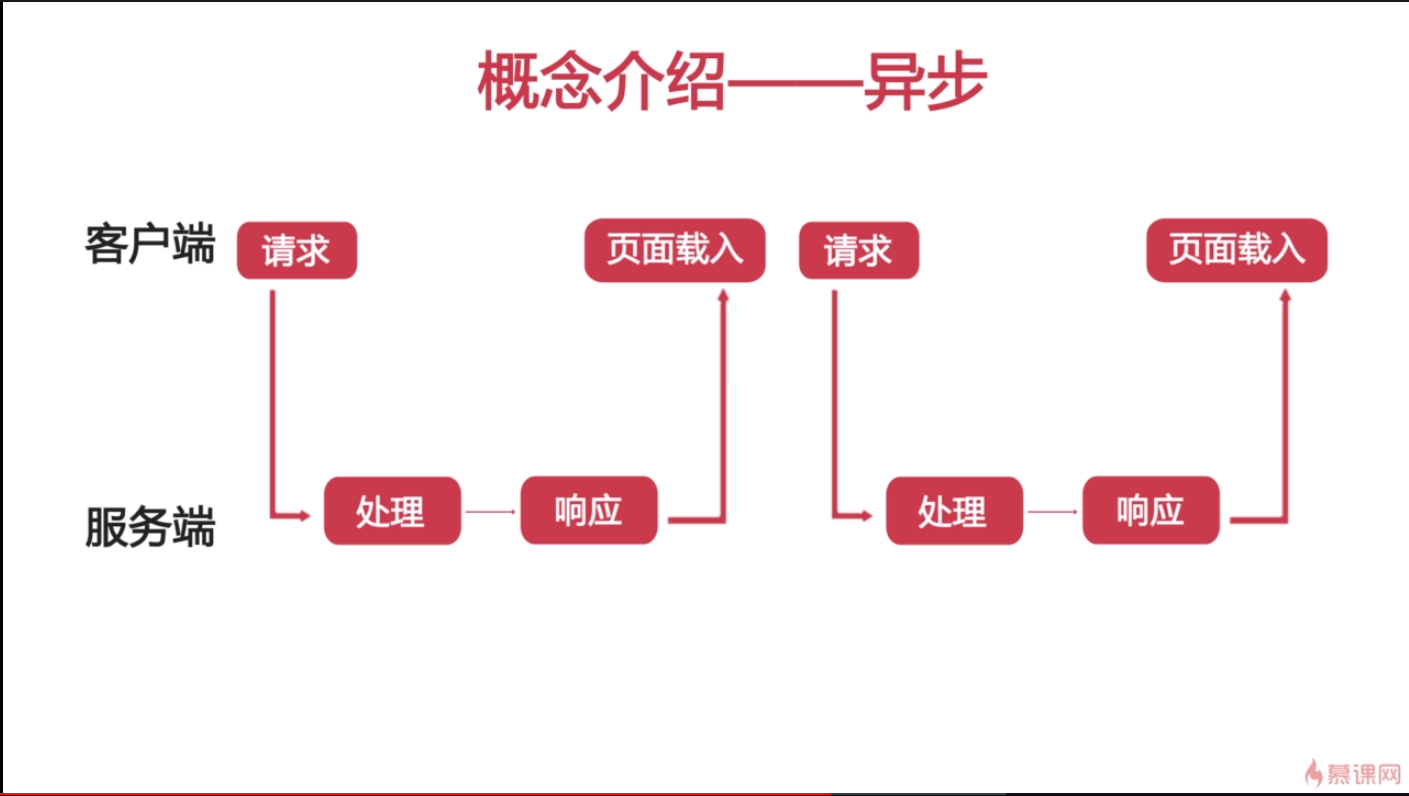 概念介绍——异步
客户端 请求 页面载入 请求 页面载入
服务端 处理 响应 处理 响应
慕课网